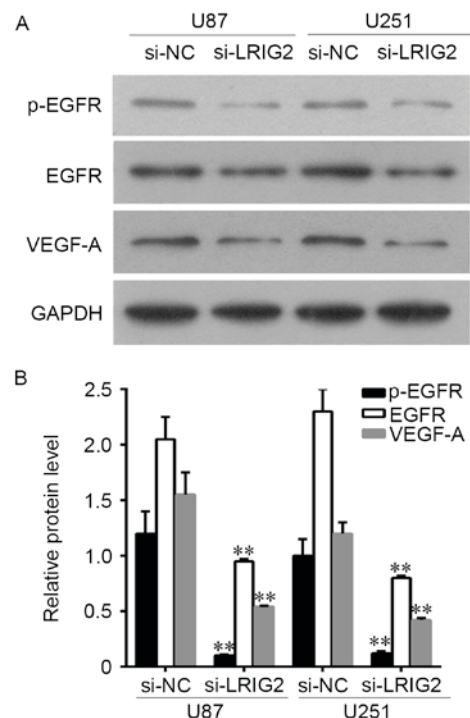 A
U87 U251
si-NC si-LRIG2 si-NC si-LRIG2
p-EGFR
EGFR
VEGF-A
GAPDH
B
Relative protein level
2.5
2.0
1.5
1.0
0.5
0
p-EGFR
EGFR
VEGF-A
** ** **
** ** **
si-NC si-LRIG2 si-NC si-LRIG2
U87 U251